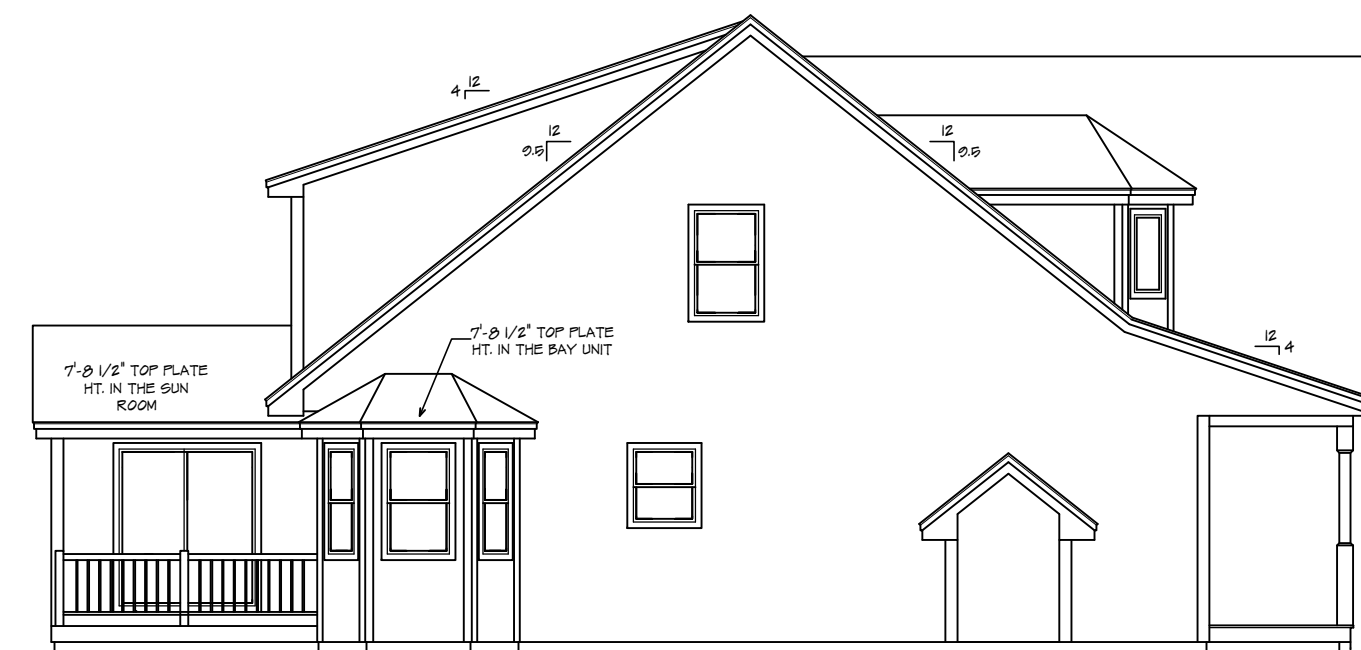 12
4
12
9.5
12
9.5
7'-8 1/2" TOP PLATE
HT. IN THE BAY UNIT
12
4
7'-8 1/2" TOP PLATE
HT. IN THE SUN
ROOM